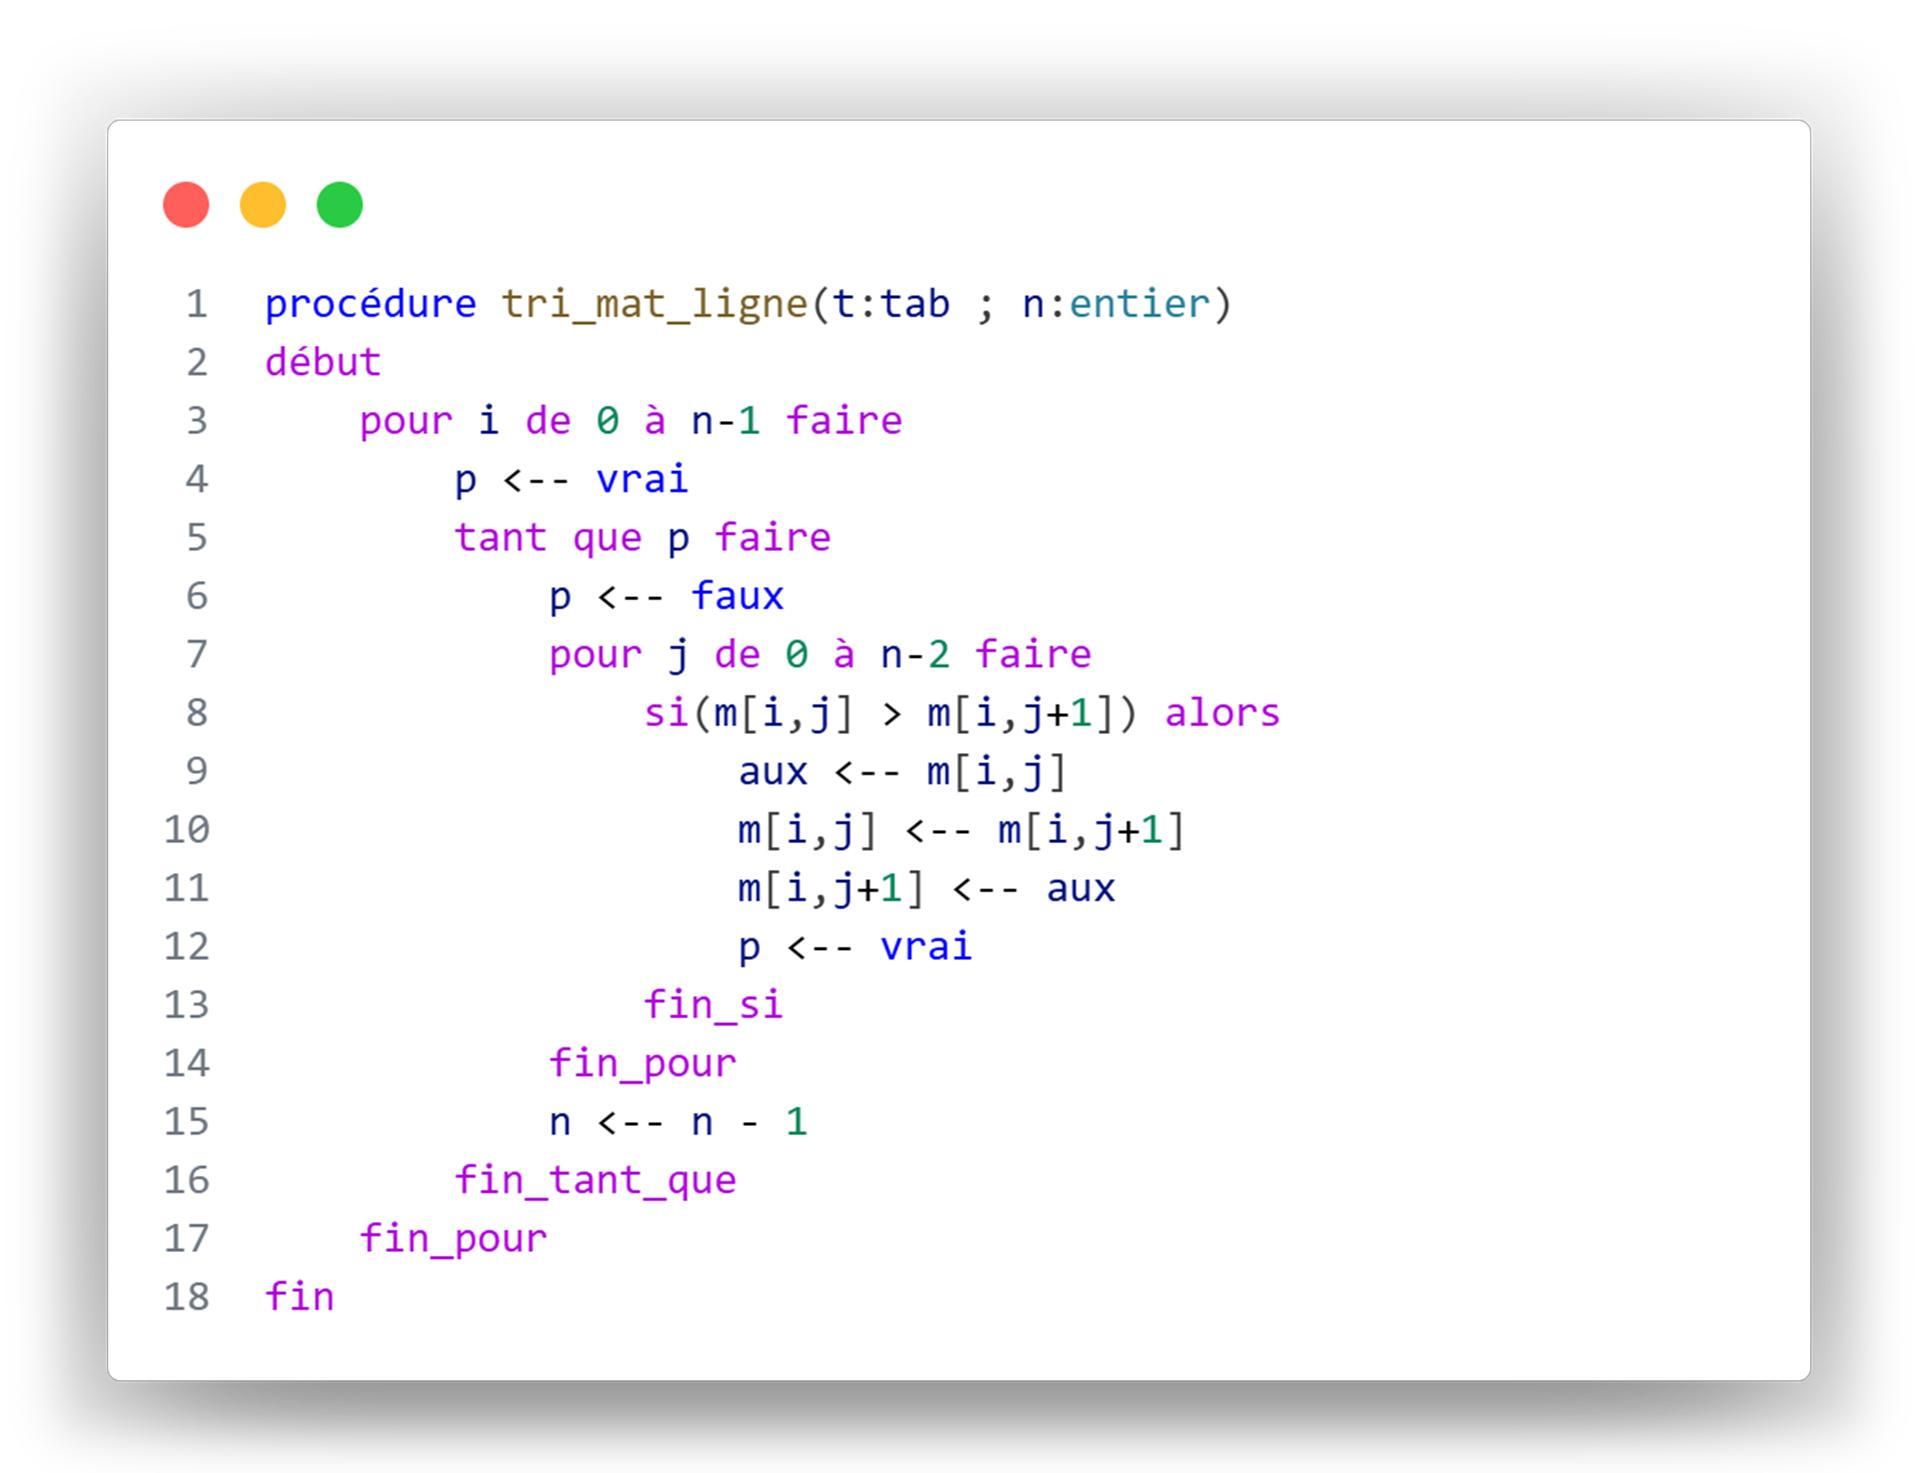 1 procédure tri_mat_ligne(t:tab ; n:entier)
2 début
3     pour i de 0 à n-1 faire
4         p <-- vrai
5         tant que p faire
6             p <-- faux
7             pour j de 0 à n-2 faire
8                 si(m[i,j] > m[i,j+1]) alors
9                     aux <-- m[i,j]
10                     m[i,j] <-- m[i,j+1]
11                     m[i,j+1] <-- aux
12                     p <-- vrai
13                 fin_si
14             fin_pour
15             n <-- n - 1
16         fin_tant_que
17     fin_pour
18 fin